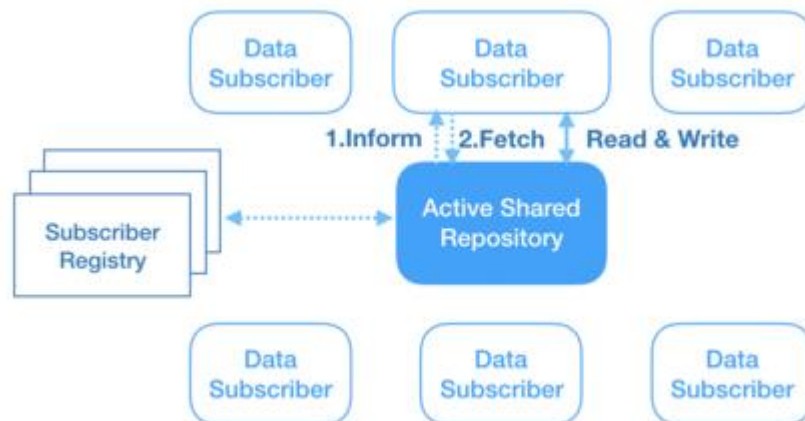 Data
Subscriber
Data
Subscriber
Data
Subscriber
1.Inform
2.Fetch
Read & Write
Subscriber
Registry
Active Shared
Repository
Data
Subscriber
Data
Subscriber
Data
Subscriber